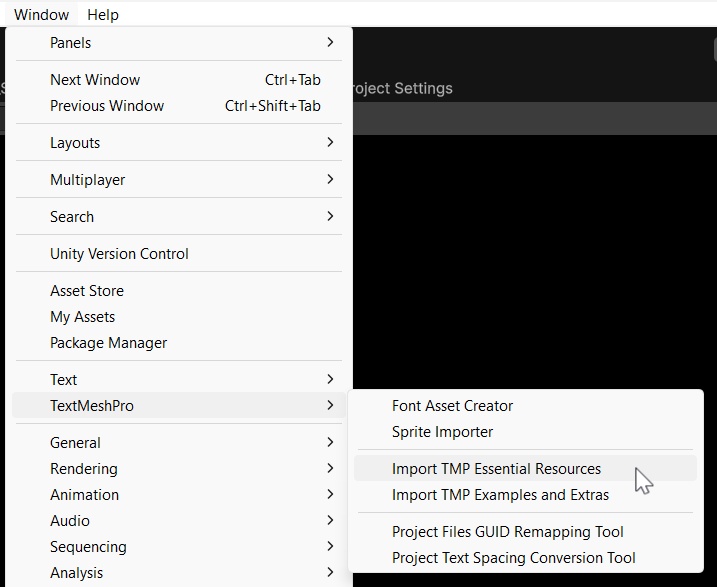 Window Help
Panels
Next Window Ctrl+Tab
Previous Window Ctrl+Shift+Tab
roject Settings
Layouts
Multiplayer
Search
Unity Version Control
Asset Store
My Assets
Package Manager
Text
TextMeshPro
General
Rendering
Animation
Audio
Sequencing
Analysis
Font Asset Creator
Sprite Importer
Import TMP Essential Resources
Import TMP Examples and Extras
Project Files GUID Remapping Tool
Project Text Spacing Conversion Tool